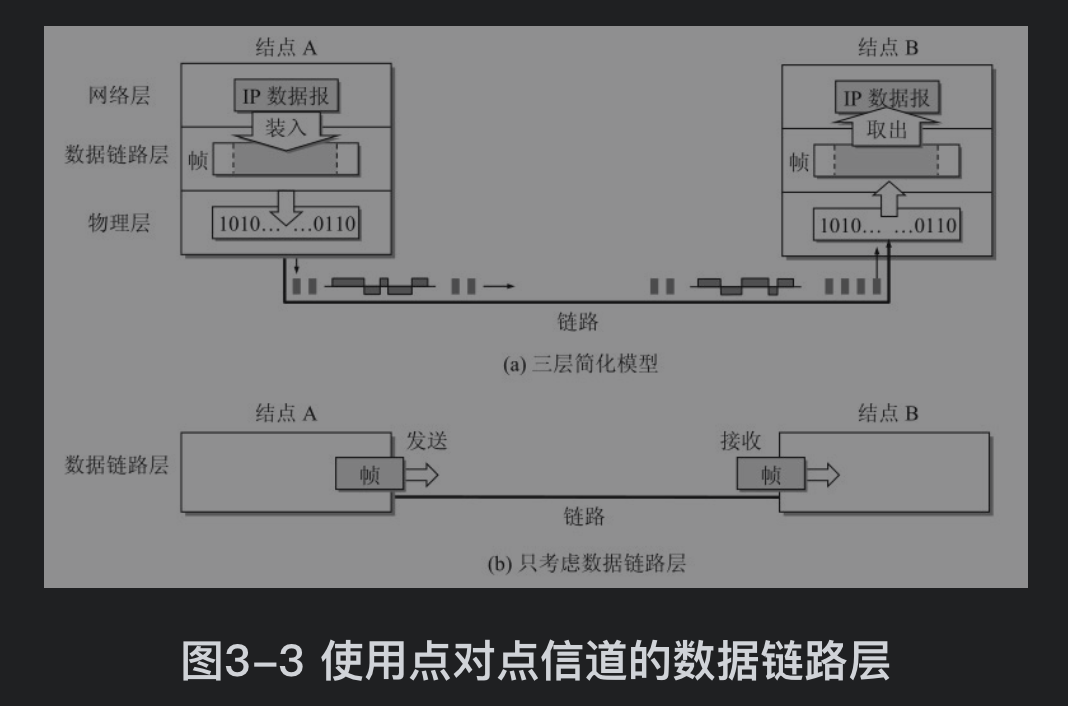 结点 A
结点 B
网络层
IP 数据报
IP 数据报
装入
取出
数据链路层
帧
帧
物理层
1010… …0110
1010… …0110
链路
(a) 三层简化模型
结点 A
结点 B
发送
接收
数据链路层
帧
帧
链路
(b) 只考虑数据链路层
图3-3 使用点对点信道的数据链路层